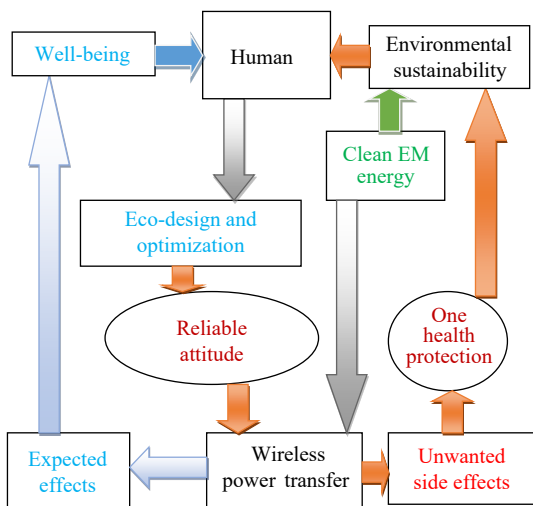 Well-being
Human
Environmental
sustainability
Clean EM
energy
Eco-design and
optimization
Reliable
attitude
One
health
protection
Expected
effects
Wireless
power transfer
Unwanted
side effects